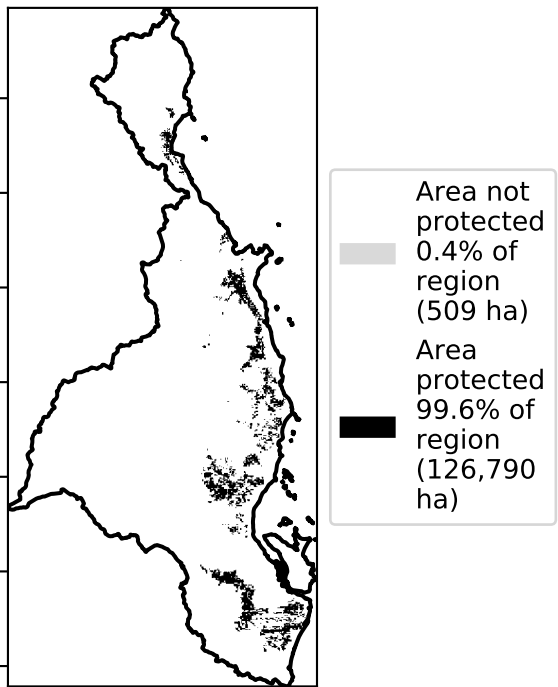 Area not
protected
0.4% of
region
(509 ha)
Area
protected
99.6% of
region
(126,790
ha)